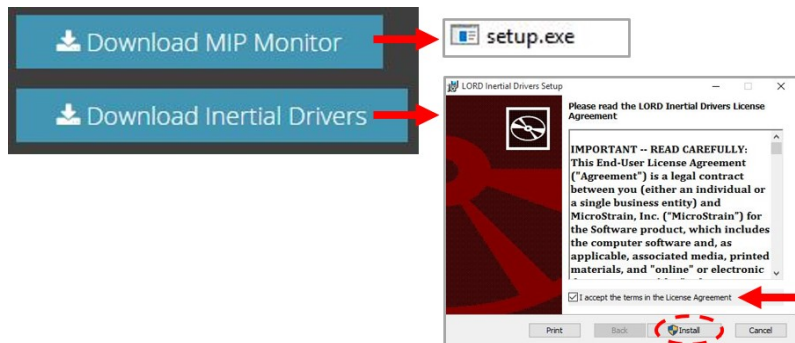 Download MIP Monitor
setup.exe
Download Inertial Drivers
LORD Inertial Drivers Setup
Please read the LORD Inertial Drivers License
Agreement
IMPORTANT -- READ CAREFULLY:
This End-User License Agreement
("Agreement") is a legal contract
between you (either an individual or
a single business entity) and
MicroStrain, Inc. ("MicroStrain") for
the Software product, which includes
the computer software and, as
applicable, associated media, printed
materials, and "online" or electronic
I accept the terms in the License Agreement
Print Back Install Cancel